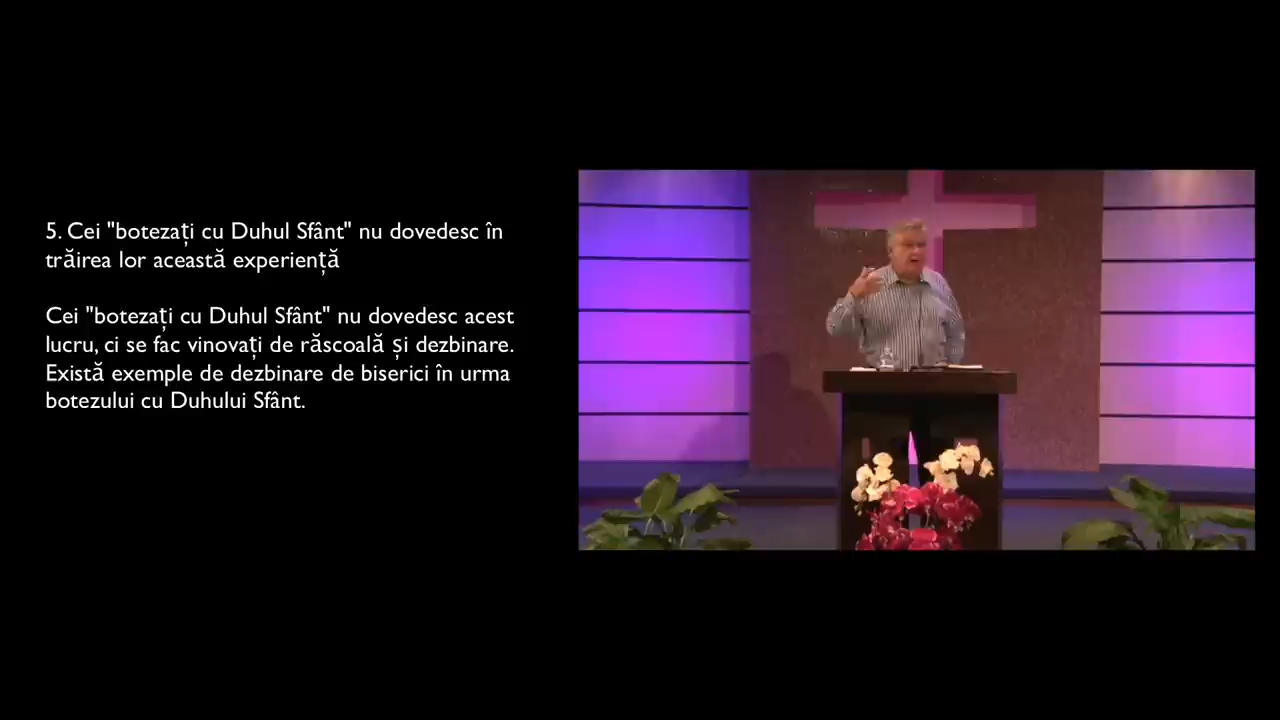 5. Cei "botezați cu Duhul Sfânt" nu dovedesc în
trăirea lor această experiență
Cei "botezați cu Duhul Sfânt" nu dovedesc acest
lucru, ci se fac vinovați de răscoală și dezbinare.
Există exemple de dezbinare de biserici în urma
botezului cu Duhului Sfânt.